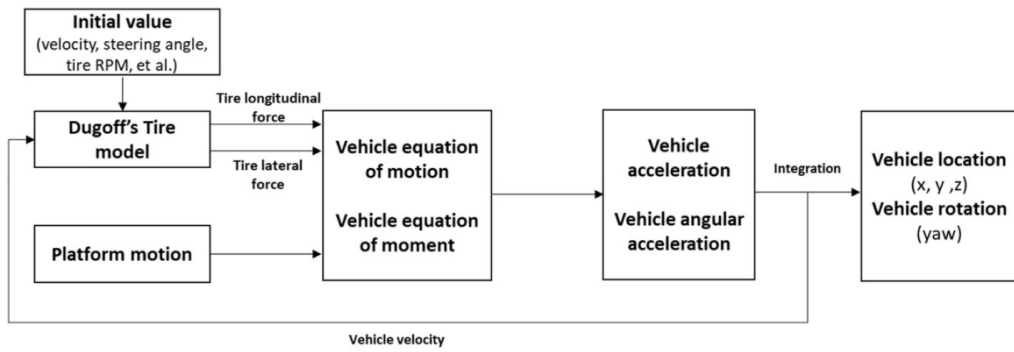 Initial value
(velocity, steering angle,
tire RPM, et al.)
Tire longitudinal
force
Dugoff's Tire
model
Tire lateral
force
Platform motion
Vehicle equation
of motion
Vehicle equation
of moment
Vehicle
acceleration
Vehicle angular
acceleration
Integration
Vehicle location
(x, y ,z)
Vehicle rotation
(yaw)
Vehicle velocity